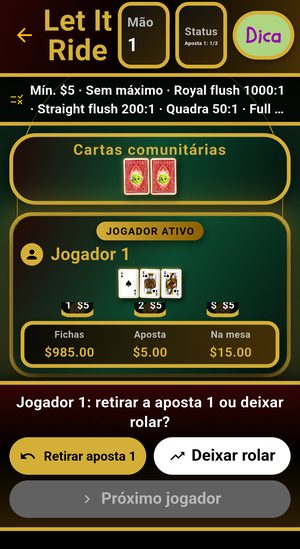 Let It Ride
Mão
1
Status
Aposta 1: 1/3
Dica
Mín. $5 · Sem máximo · Royal flush 1000:1
· Straight flush 200:1 · Quadra 50:1 · Full ...
Cartas comunitárias
JOGADOR ATIVO
Jogador 1
1 $5
2 $5
$ $5
Fichas
Aposta
Na mesa
$985.00
$5.00
$15.00
Jogador 1: retirar a aposta 1 ou deixar
rolar?
Retirar aposta 1
Deixar rolar
Próximo jogador